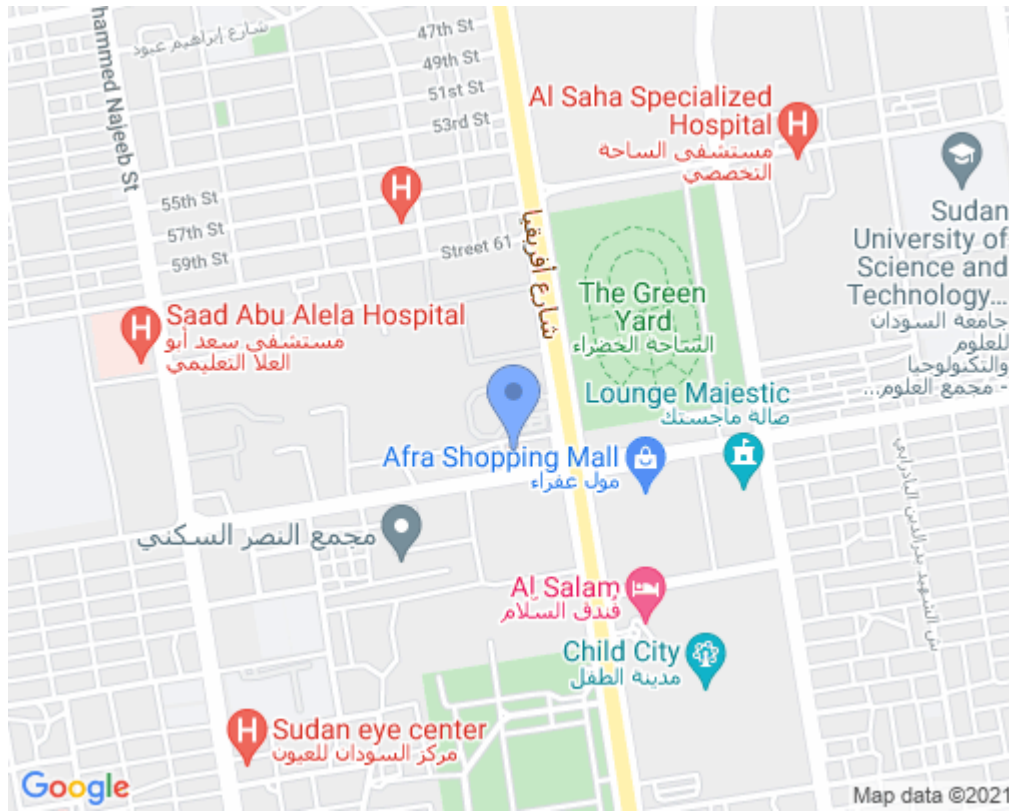 شارع إبراهيم عبود
47th St
49th St
51st St
53rd St
hammed Najeeb St
Al Saha Specialized
Hospital
مستشفى الساحة
التخصصي
55th St
57th St
59th St
Street 61
شارع أفريقيا
Sudan
University of
Science and
Technology...
جامعة السودان
للعلوم
والتكنولوجيا
- مجمع العلوم...
The Green
Yard
الساحة الخضراء
Saad Abu Alela Hospital
مستشفى سعد أبو
العلا التعليمي
Lounge Majestic
صالة ماجستك
Afra Shopping Mall
مول عفراء
مجمع النصر السكني
ش الشهيد بدرالدين البادرابي
Al Salam
فندق السلام
Child City
مدينة الطفل
Sudan eye center
مركز السودان للعيون
Google
Map data ©2021